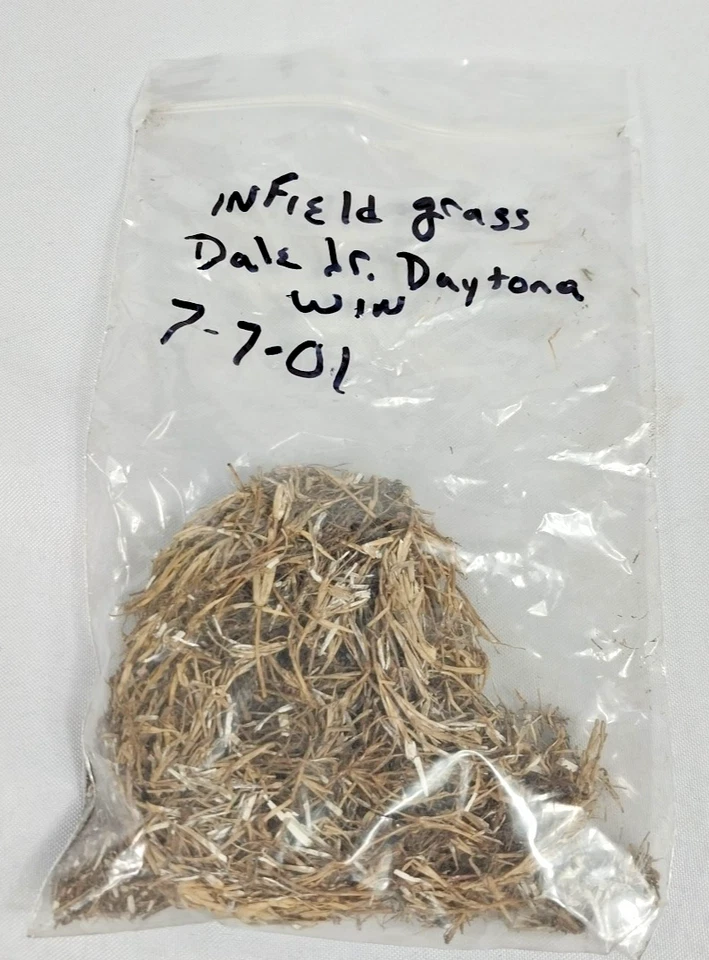 INFIEld grass
Dale Jr. Daytona
WIN
7-7-01